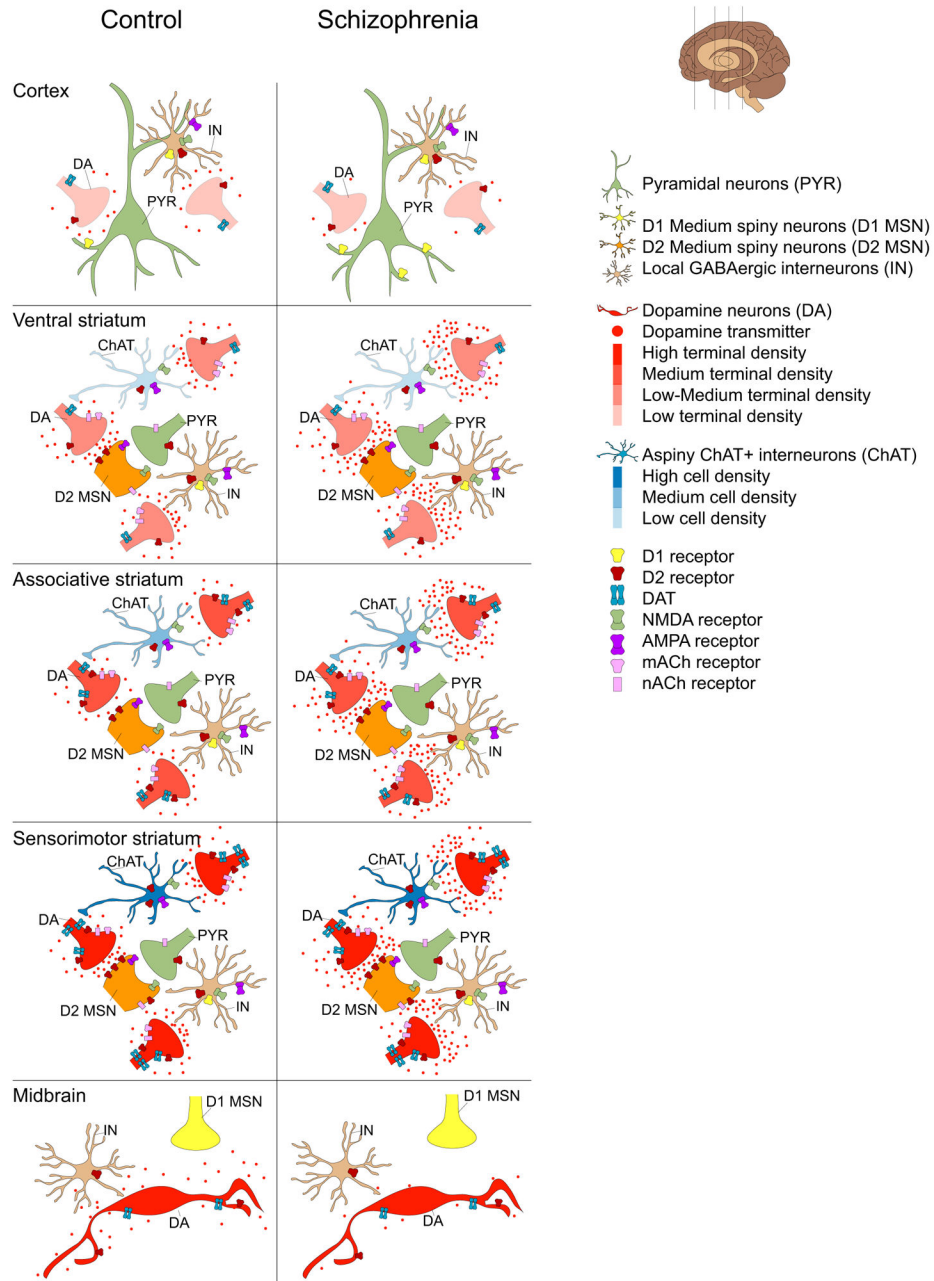 Control
Schizophrenia
Cortex
IN
DA
PYR
IN
DA
PYR
Ventral striatum
ChAT
DA
PYR
D2 MSN
IN
ChAT
DA
PYR
D2 MSN
IN
Associative striatum
ChAT
DA
PYR
D2 MSN
IN
ChAT
DA
PYR
D2 MSN
IN
Sensorimotor striatum
ChAT
DA
PYR
D2 MSN
IN
ChAT
DA
PYR
D2 MSN
IN
Midbrain
D1 MSN
IN
DA
D1 MSN
IN
DA
Pyramidal neurons (PYR)
D1 Medium spiny neurons (D1 MSN)
D2 Medium spiny neurons (D2 MSN)
Local GABAergic interneurons (IN)
Dopamine neurons (DA)
Dopamine transmitter
High terminal density
Medium terminal density
Low-Medium terminal density
Low terminal density
Aspiny ChAT+ interneurons (ChAT)
High cell density
Medium cell density
Low cell density
D1 receptor
D2 receptor
DAT
NMDA receptor
AMPA receptor
mACh receptor
nACh receptor